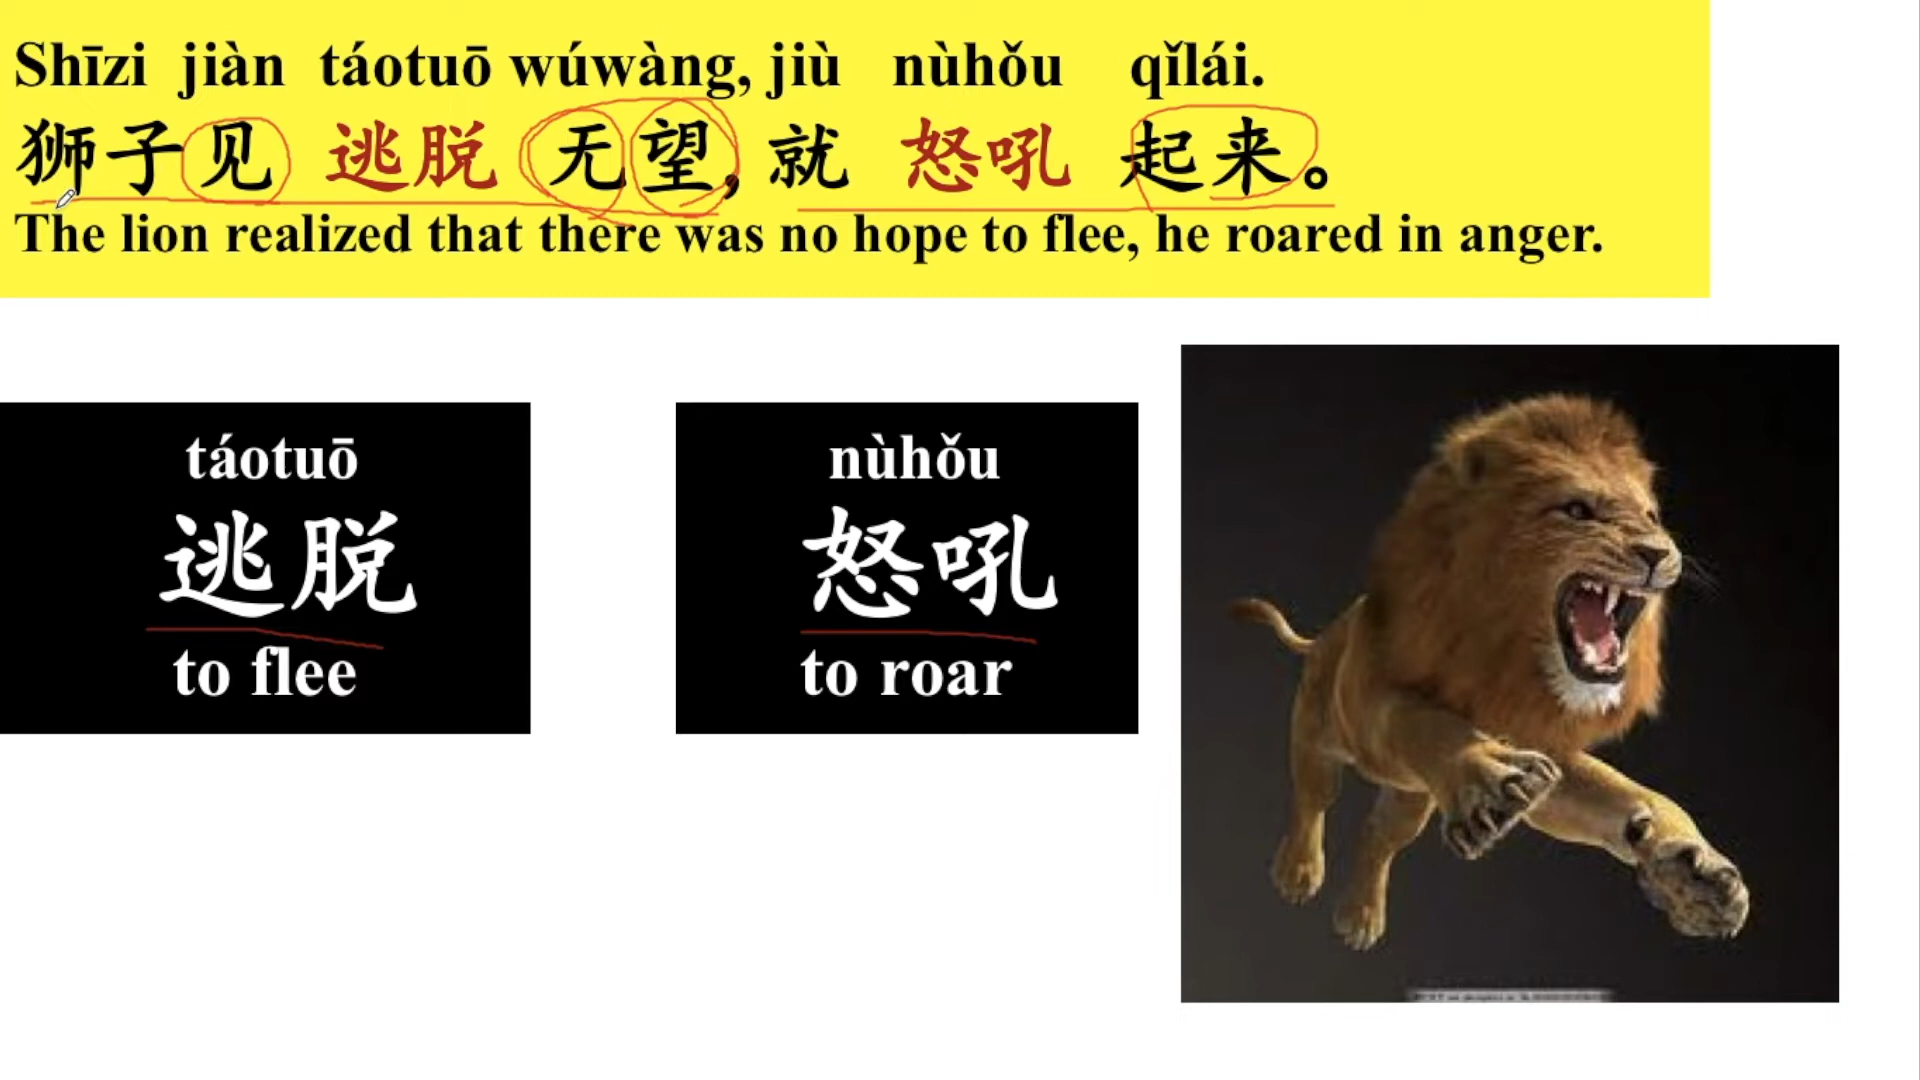 Shīzi jiàn táotuō wúwàng, jiù nùhǒu qǐlái.
狮子见 逃脱 无望, 就 怒吼 起来。
The lion realized that there was no hope to flee, he roared in anger.
táotuō
逃脱
to flee
nùhǒu
怒吼
to roar